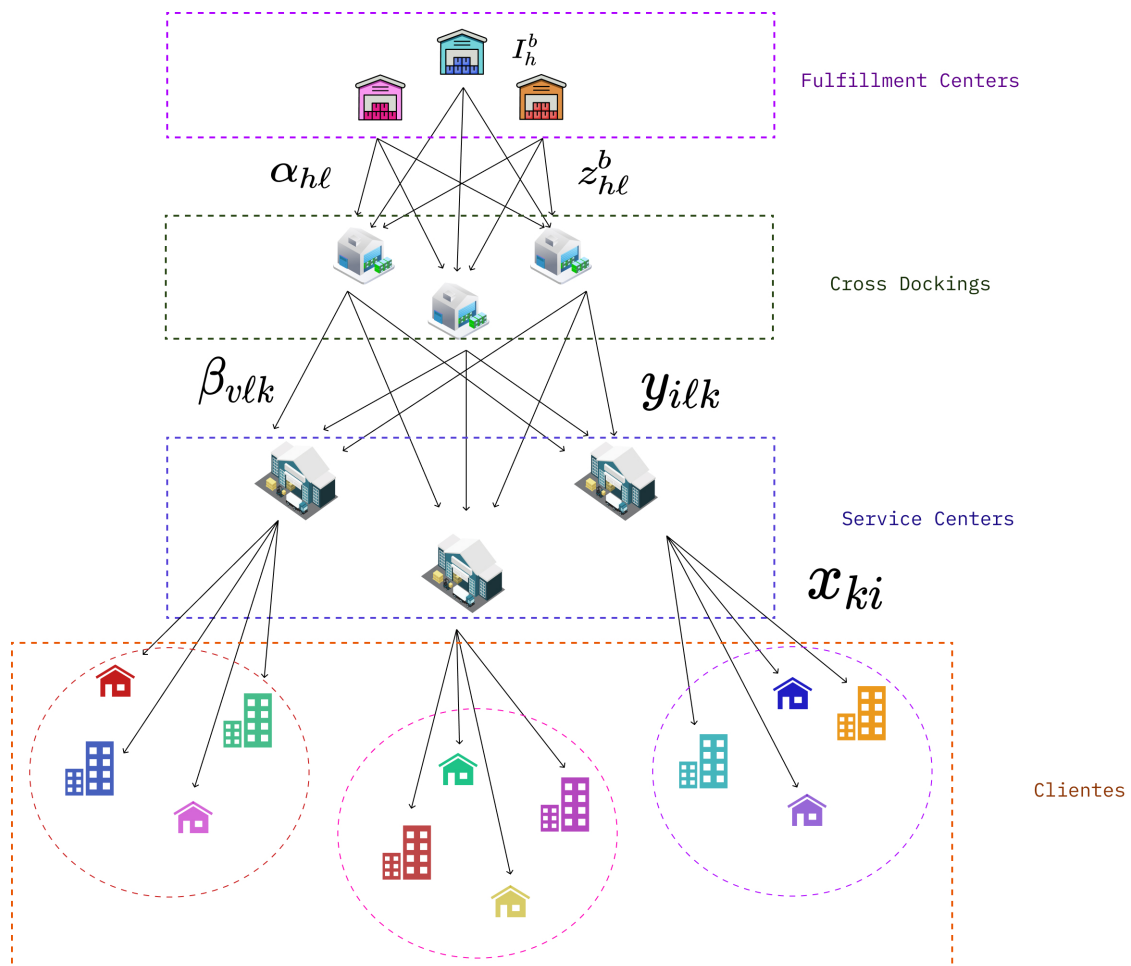 I_h^b
Fulfillment Centers
α_{hℓ}
z_{hℓ}^b
Cross Dockings
β_{vℓk}
y_{iℓk}
Service Centers
x_{ki}
Clientes